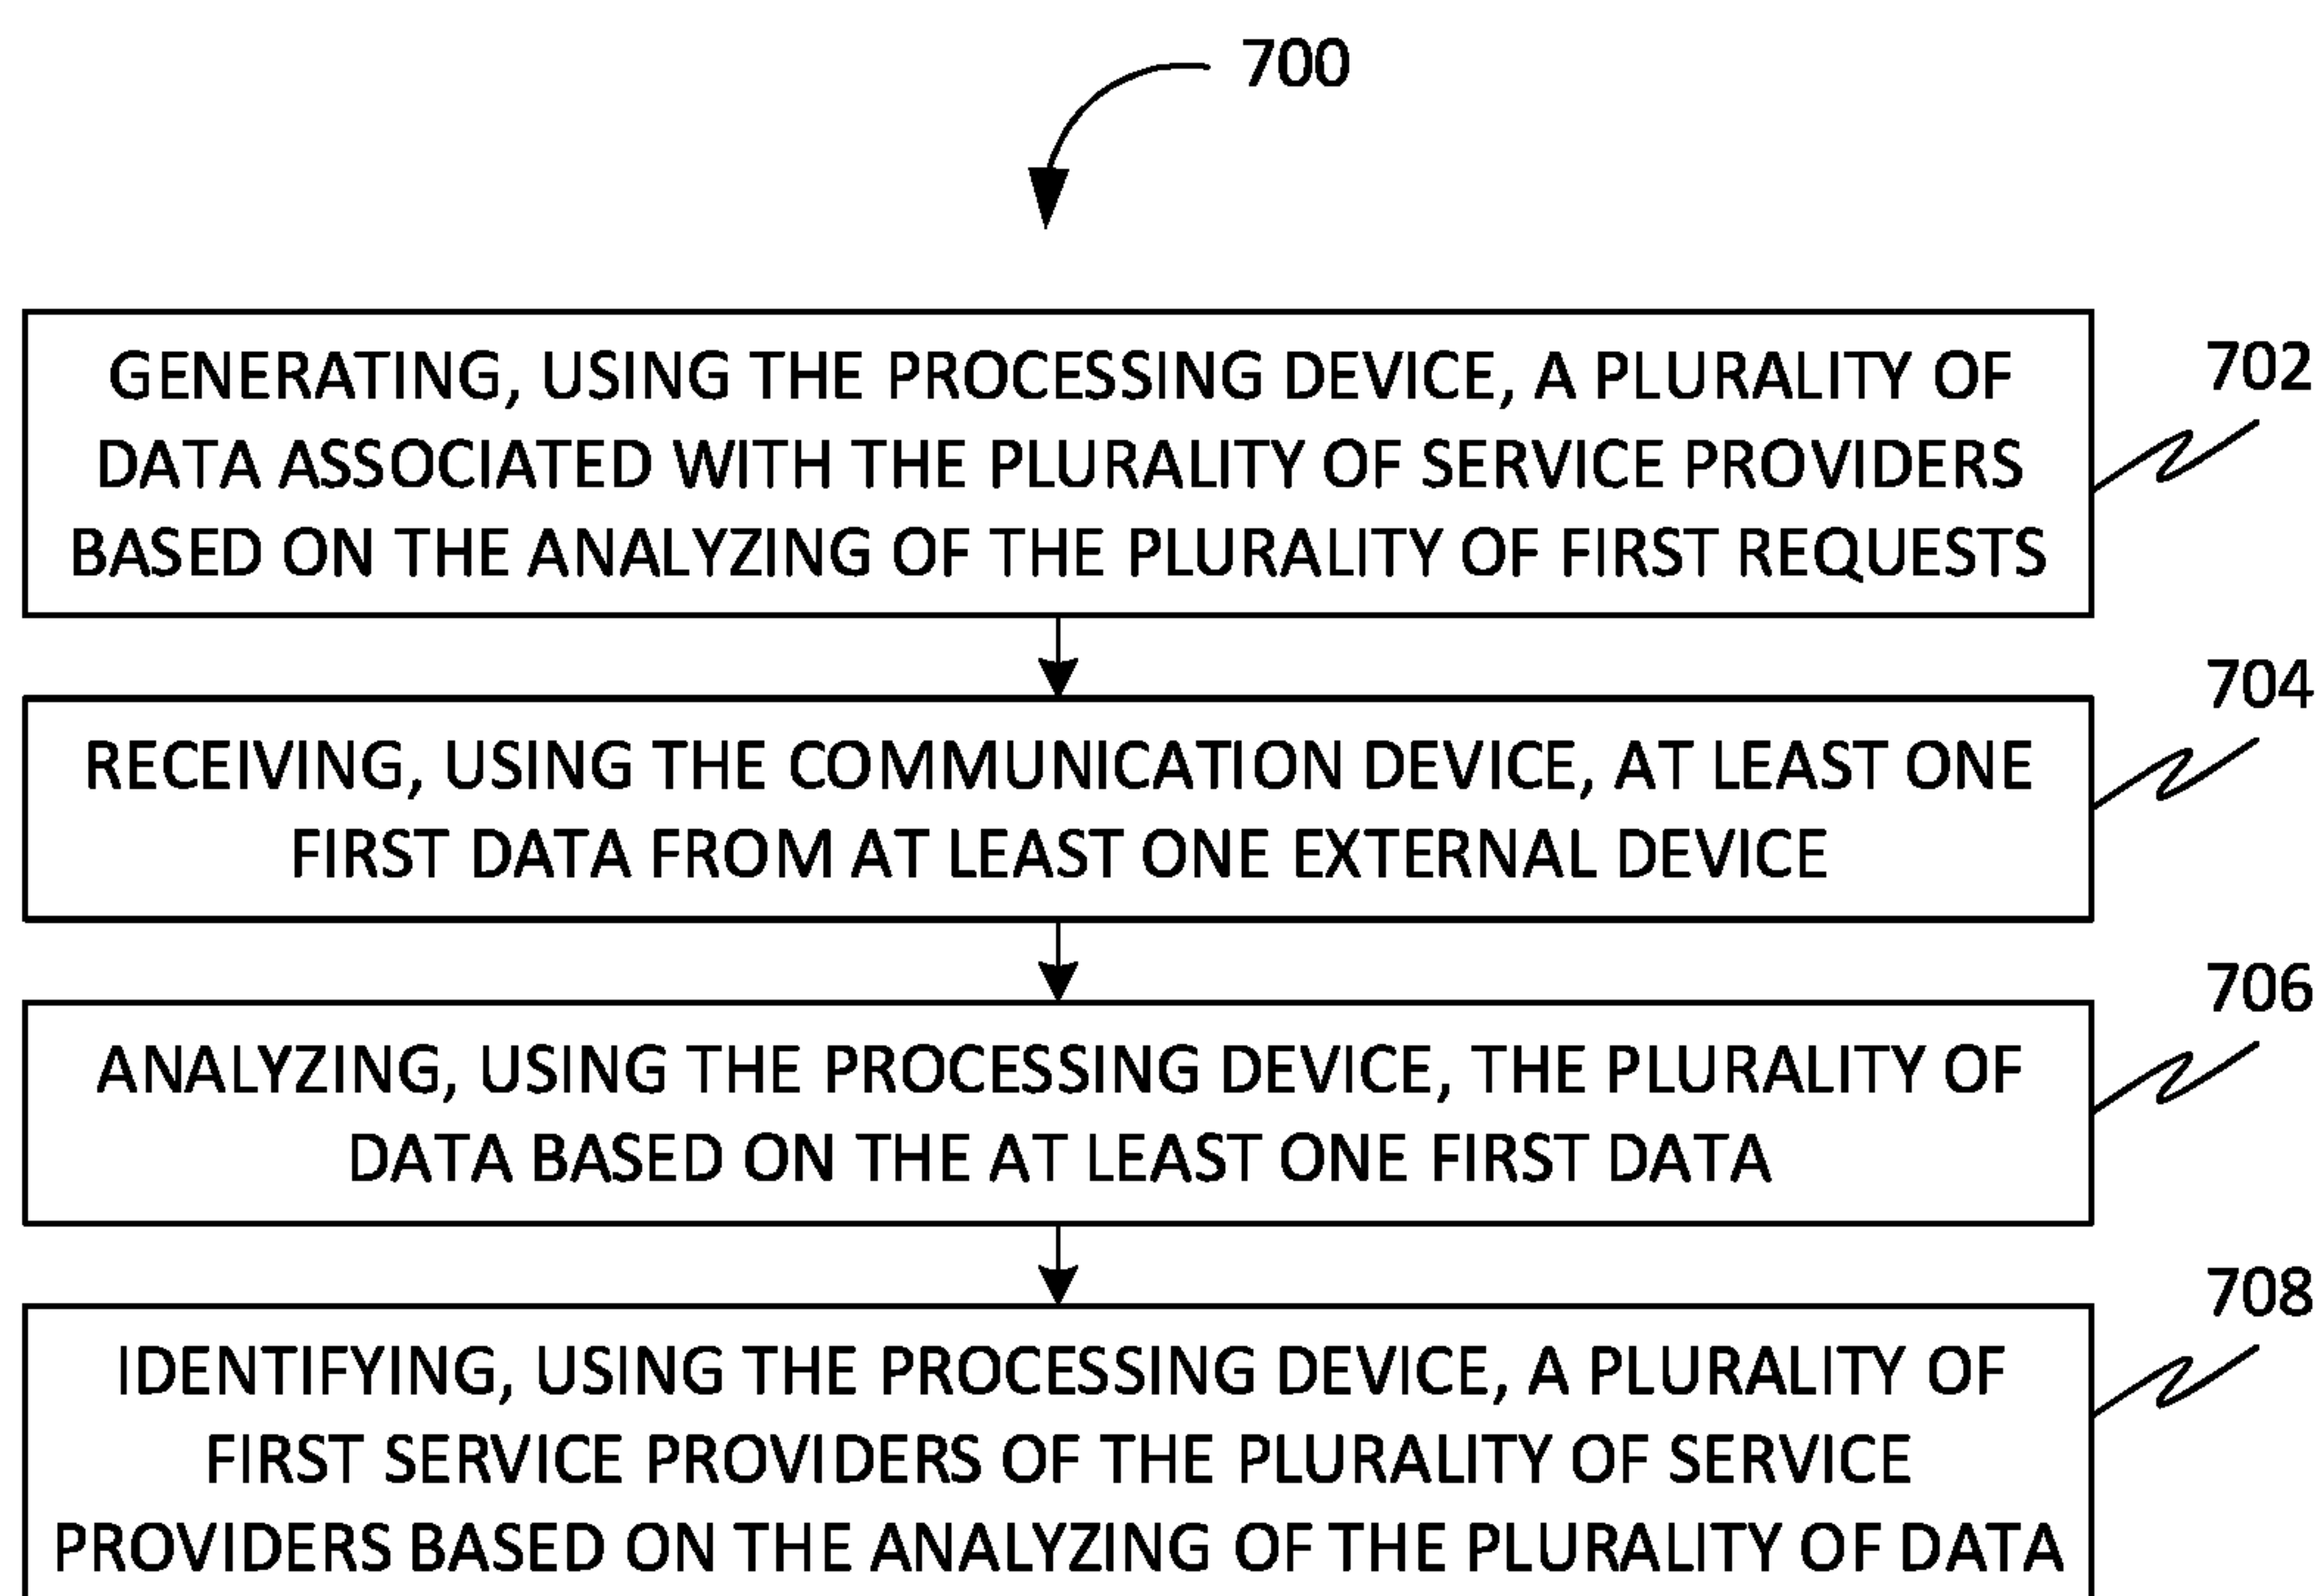 700
GENERATING, USING THE PROCESSING DEVICE, A PLURALITY OF
DATA ASSOCIATED WITH THE PLURALITY OF SERVICE PROVIDERS
BASED ON THE ANALYZING OF THE PLURALITY OF FIRST REQUESTS
702
RECEIVING, USING THE COMMUNICATION DEVICE, AT LEAST ONE
FIRST DATA FROM AT LEAST ONE EXTERNAL DEVICE
704
ANALYZING, USING THE PROCESSING DEVICE, THE PLURALITY OF
DATA BASED ON THE AT LEAST ONE FIRST DATA
706
IDENTIFYING, USING THE PROCESSING DEVICE, A PLURALITY OF
FIRST SERVICE PROVIDERS OF THE PLURALITY OF SERVICE
PROVIDERS BASED ON THE ANALYZING OF THE PLURALITY OF DATA
708